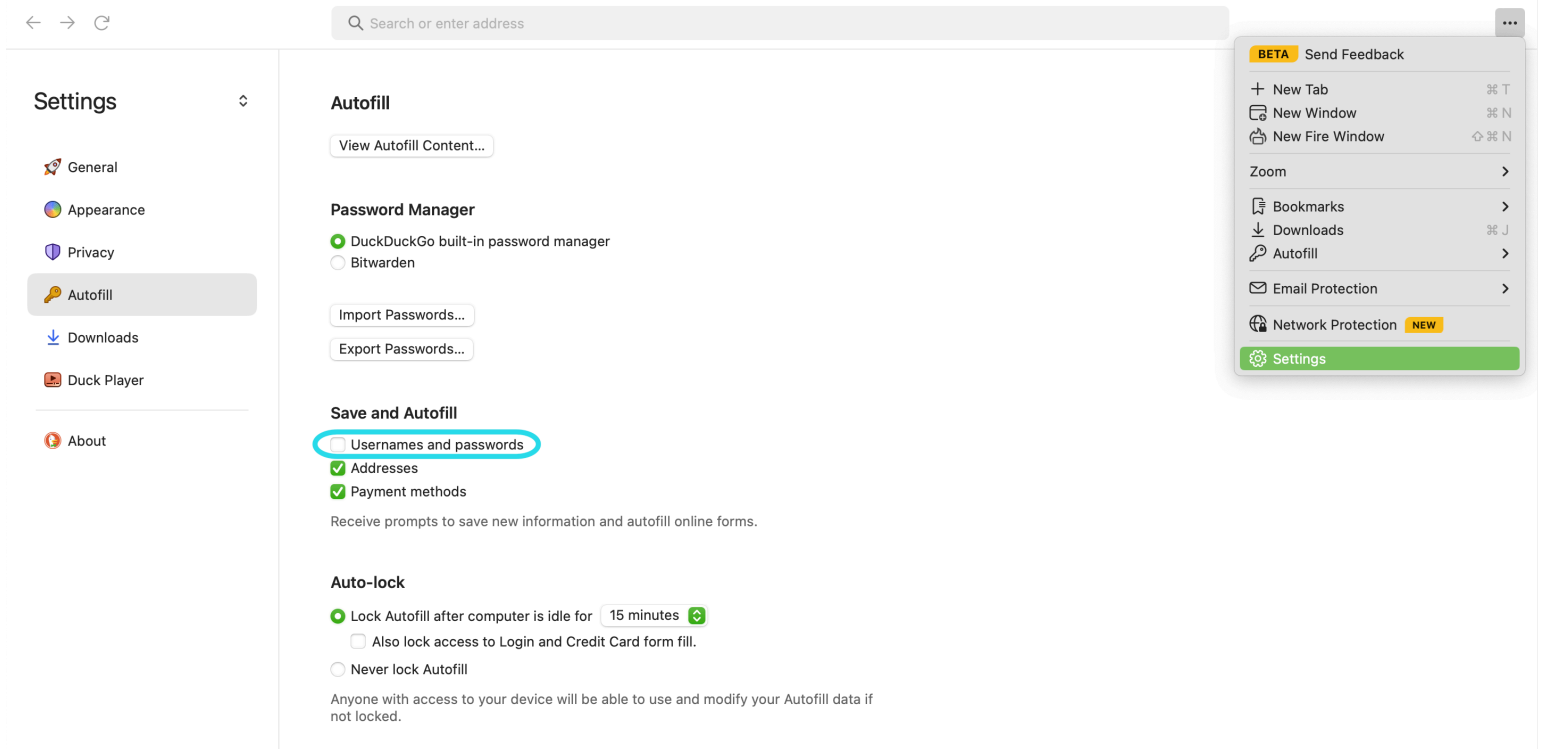 Search or enter address
Settings
General
Appearance
Privacy
Autofill
Downloads
Duck Player
About
Autofill
View Autofill Content...
Password Manager
DuckDuckGo built-in password manager
Bitwarden
Import Passwords...
Export Passwords...
Save and Autofill
Usernames and passwords
Addresses
Payment methods
Receive prompts to save new information and autofill online forms.
Auto-lock
Lock Autofill after computer is idle for 15 minutes
Also lock access to Login and Credit Card form fill.
Never lock Autofill
Anyone with access to your device will be able to use and modify your Autofill data if
not locked.
BETA Send Feedback
New Tab ⌘ T
New Window ⌘ N
New Fire Window ⇧ ⌘ N
Zoom
Bookmarks
Downloads ⌘ J
Autofill
Email Protection
Network Protection NEW
Settings